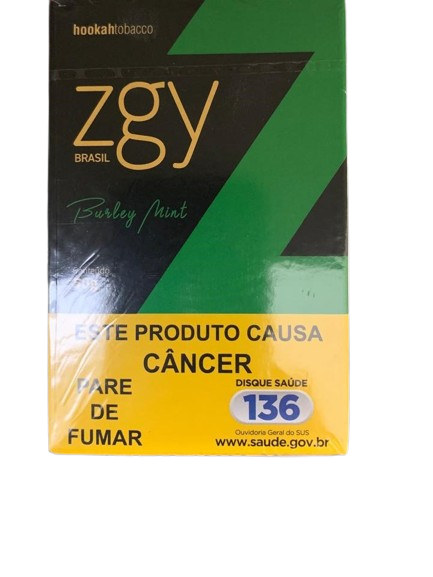 hookahtobacco
zgy
BRASIL
Burley Mint
ESTE PRODUTO CAUSA
CÂNCER
PARE
DE
FUMAR
DISQUE SAÚDE
136
Ouvidoria Geral do SUS
www.saude.gov.br